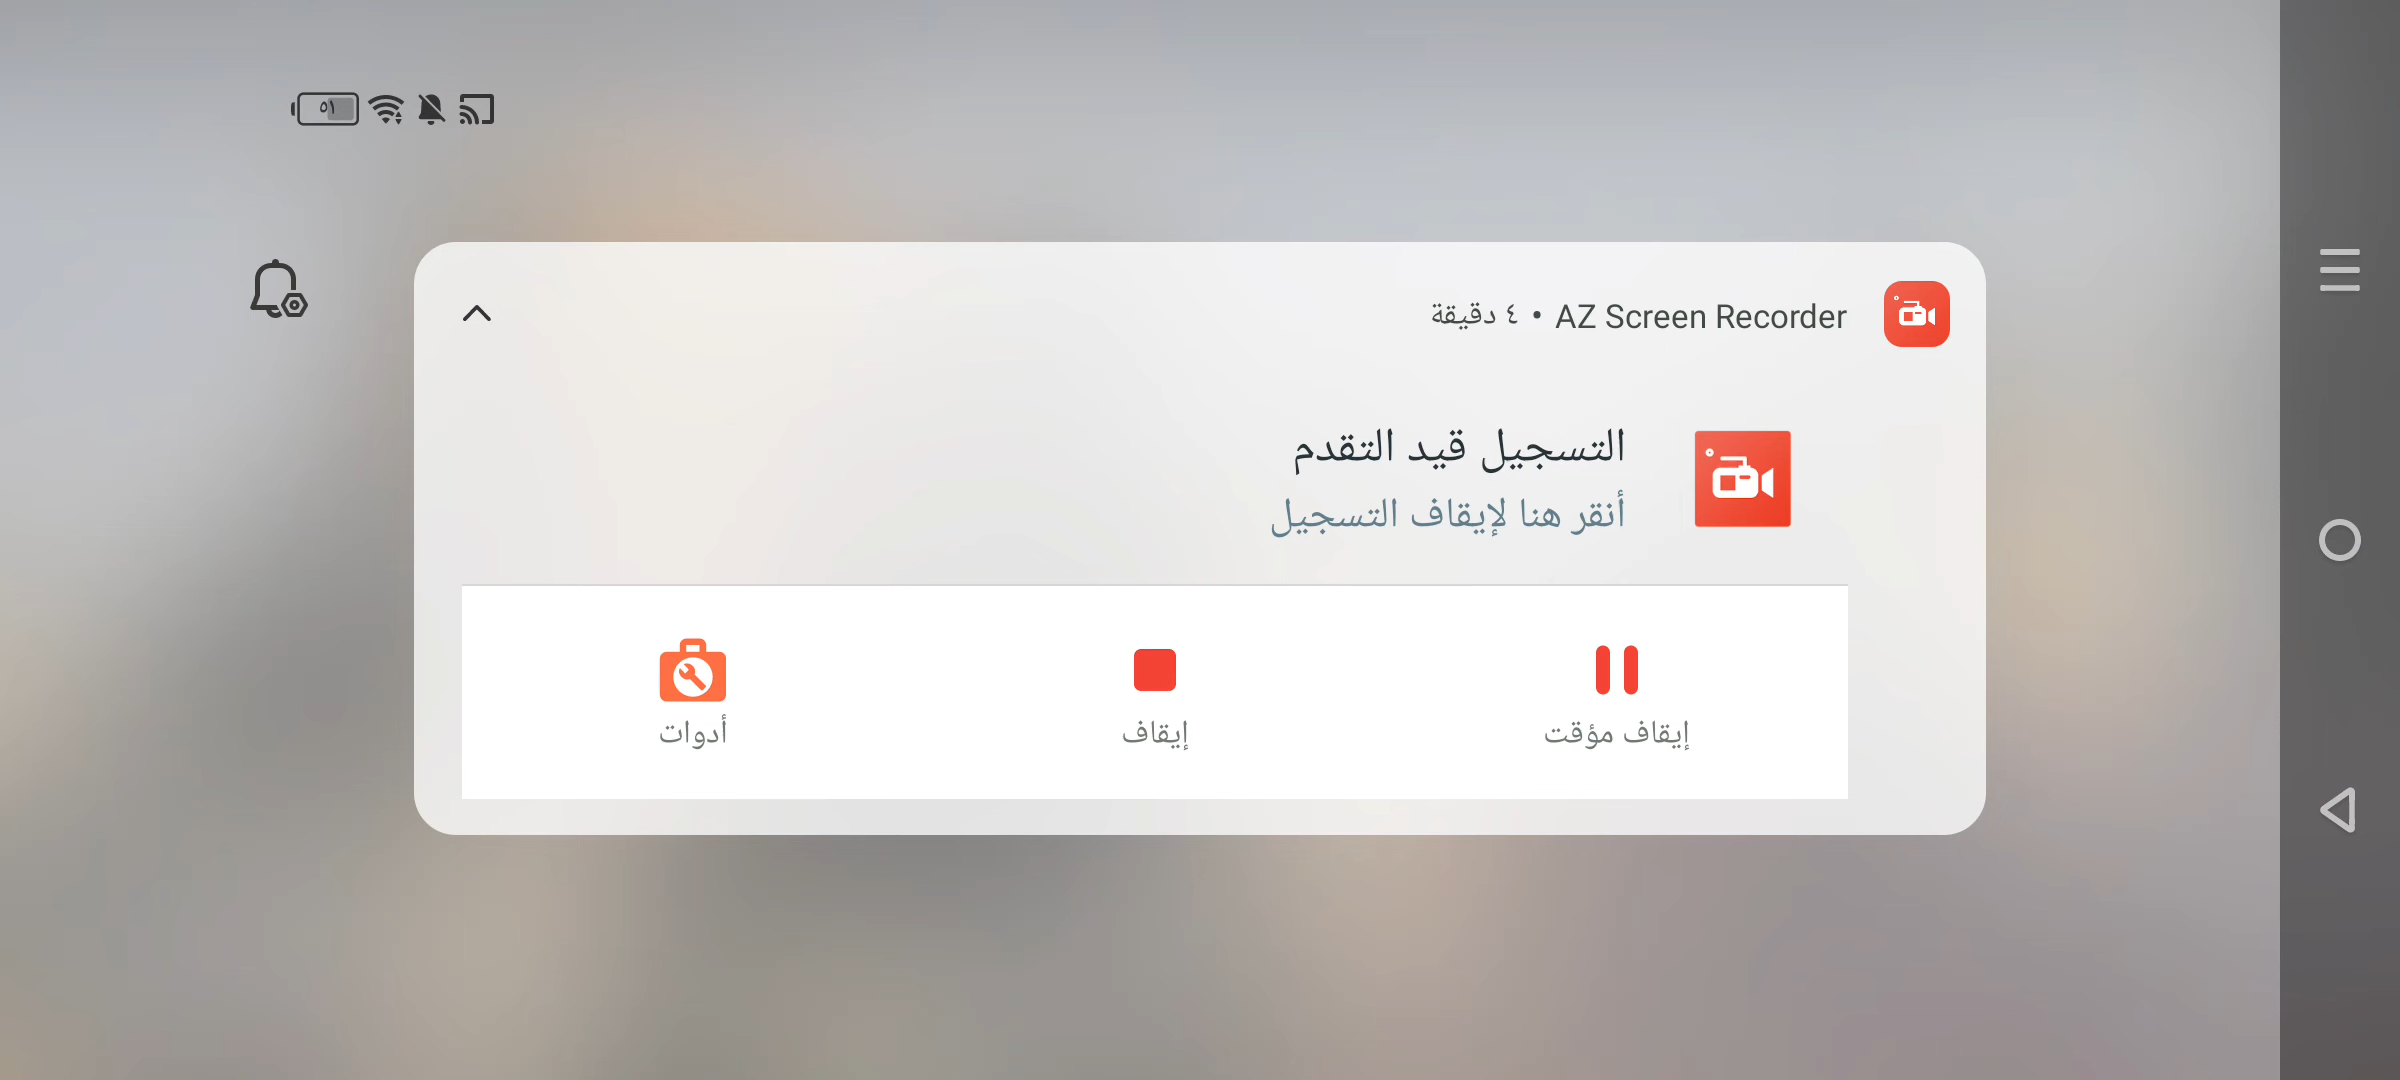 ٥١
AZ Screen Recorder • ٤ دقيقة
التسجيل قيد التقدم
أنقر هنا لإيقاف التسجيل
إيقاف مؤقت
إيقاف
أدوات